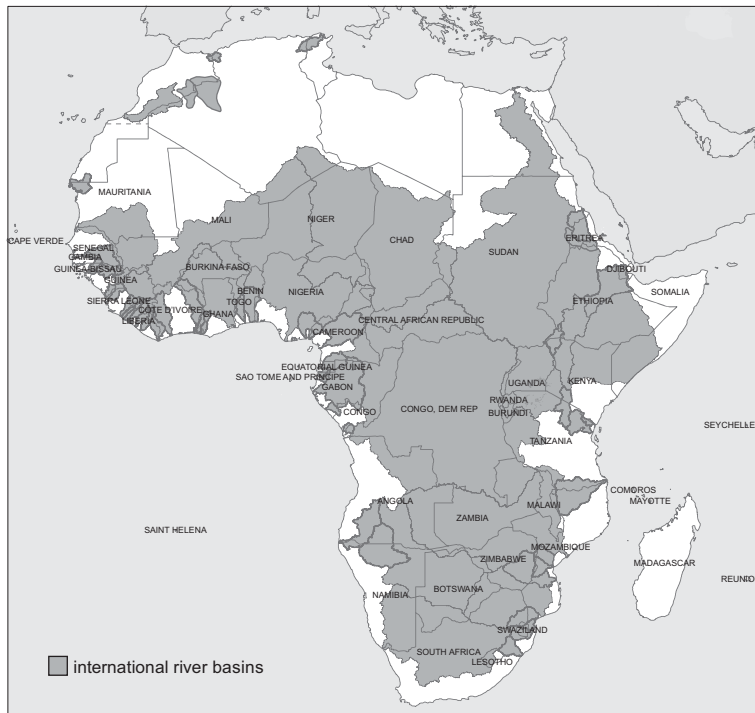 MAURITANIA
MALI
NIGER
CHAD
SUDAN
ERITREA
CAPE VERDE
SENEGAL
GAMBIA
GUINEA-BISSAU
GUINEA
BURKINA FASO
DJIBOUTI
SIERRA LEONE
LIBERIA
CÔTE D'IVOIRE
GHANA
TOGO
BENIN
NIGERIA
ETHIOPIA
SOMALIA
CAMEROON
CENTRAL AFRICAN REPUBLIC
EQUATORIAL GUINEA
SAO TOME AND PRINCIPE
GABON
CONGO
CONGO, DEM REP
UGANDA
KENYA
RWANDA
BURUNDI
TANZANIA
SEYCHELLE
COMOROS
MAYOTTE
ANGOLA
ZAMBIA
MALAWI
SAINT HELENA
MOZAMBIQUE
ZIMBABWE
MADAGASCAR
NAMIBIA
BOTSWANA
REUNIO
SWAZILAND
SOUTH AFRICA
LESOTHO
international river basins